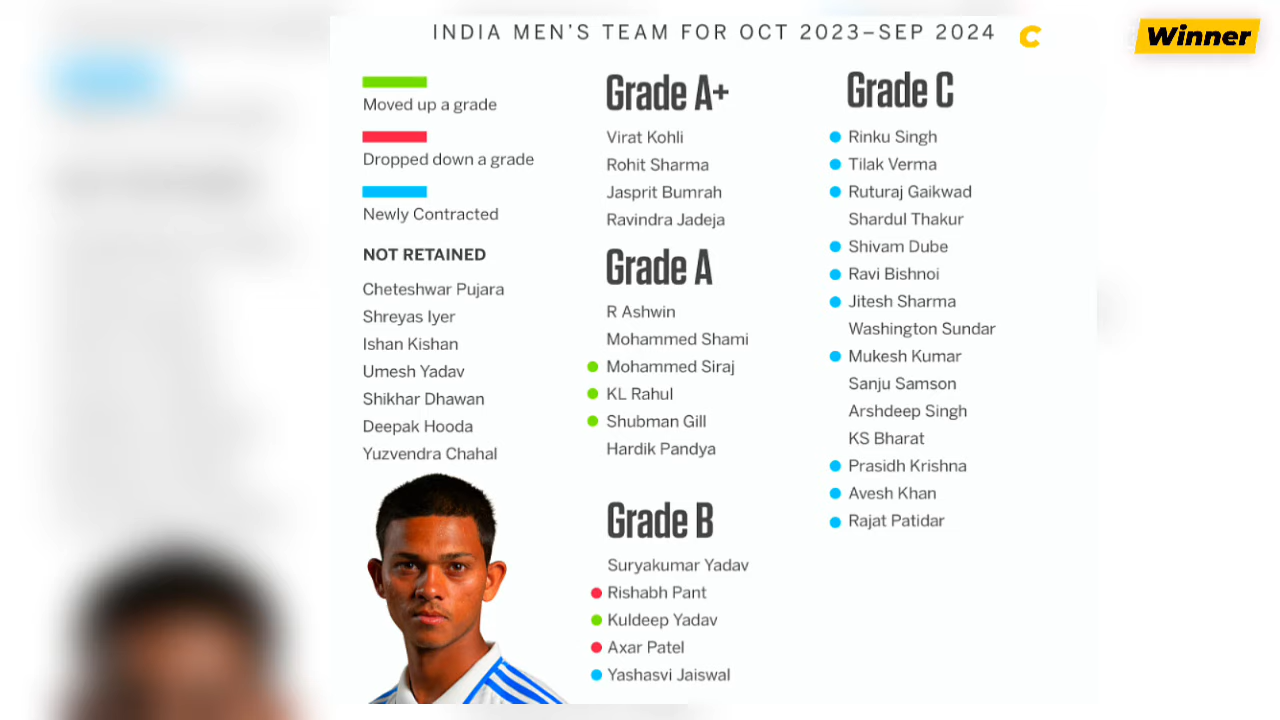 INDIA MEN'S TEAM FOR OCT 2023–SEP 2024
C
Winner
Moved up a grade
Dropped down a grade
Newly Contracted
NOT RETAINED
Cheteshwar Pujara
Shreyas Iyer
Ishan Kishan
Umesh Yadav
Shikhar Dhawan
Deepak Hooda
Yuzvendra Chahal
Grade A+
Virat Kohli
Rohit Sharma
Jasprit Bumrah
Ravindra Jadeja
Grade A
R Ashwin
Mohammed Shami
Mohammed Siraj
KL Rahul
Shubman Gill
Hardik Pandya
Grade B
Suryakumar Yadav
Rishabh Pant
Kuldeep Yadav
Axar Patel
Yashasvi Jaiswal
Grade C
Rinku Singh
Tilak Verma
Ruturaj Gaikwad
Shardul Thakur
Shivam Dube
Ravi Bishnoi
Jitesh Sharma
Washington Sundar
Mukesh Kumar
Sanju Samson
Arshdeep Singh
KS Bharat
Prasidh Krishna
Avesh Khan
Rajat Patidar